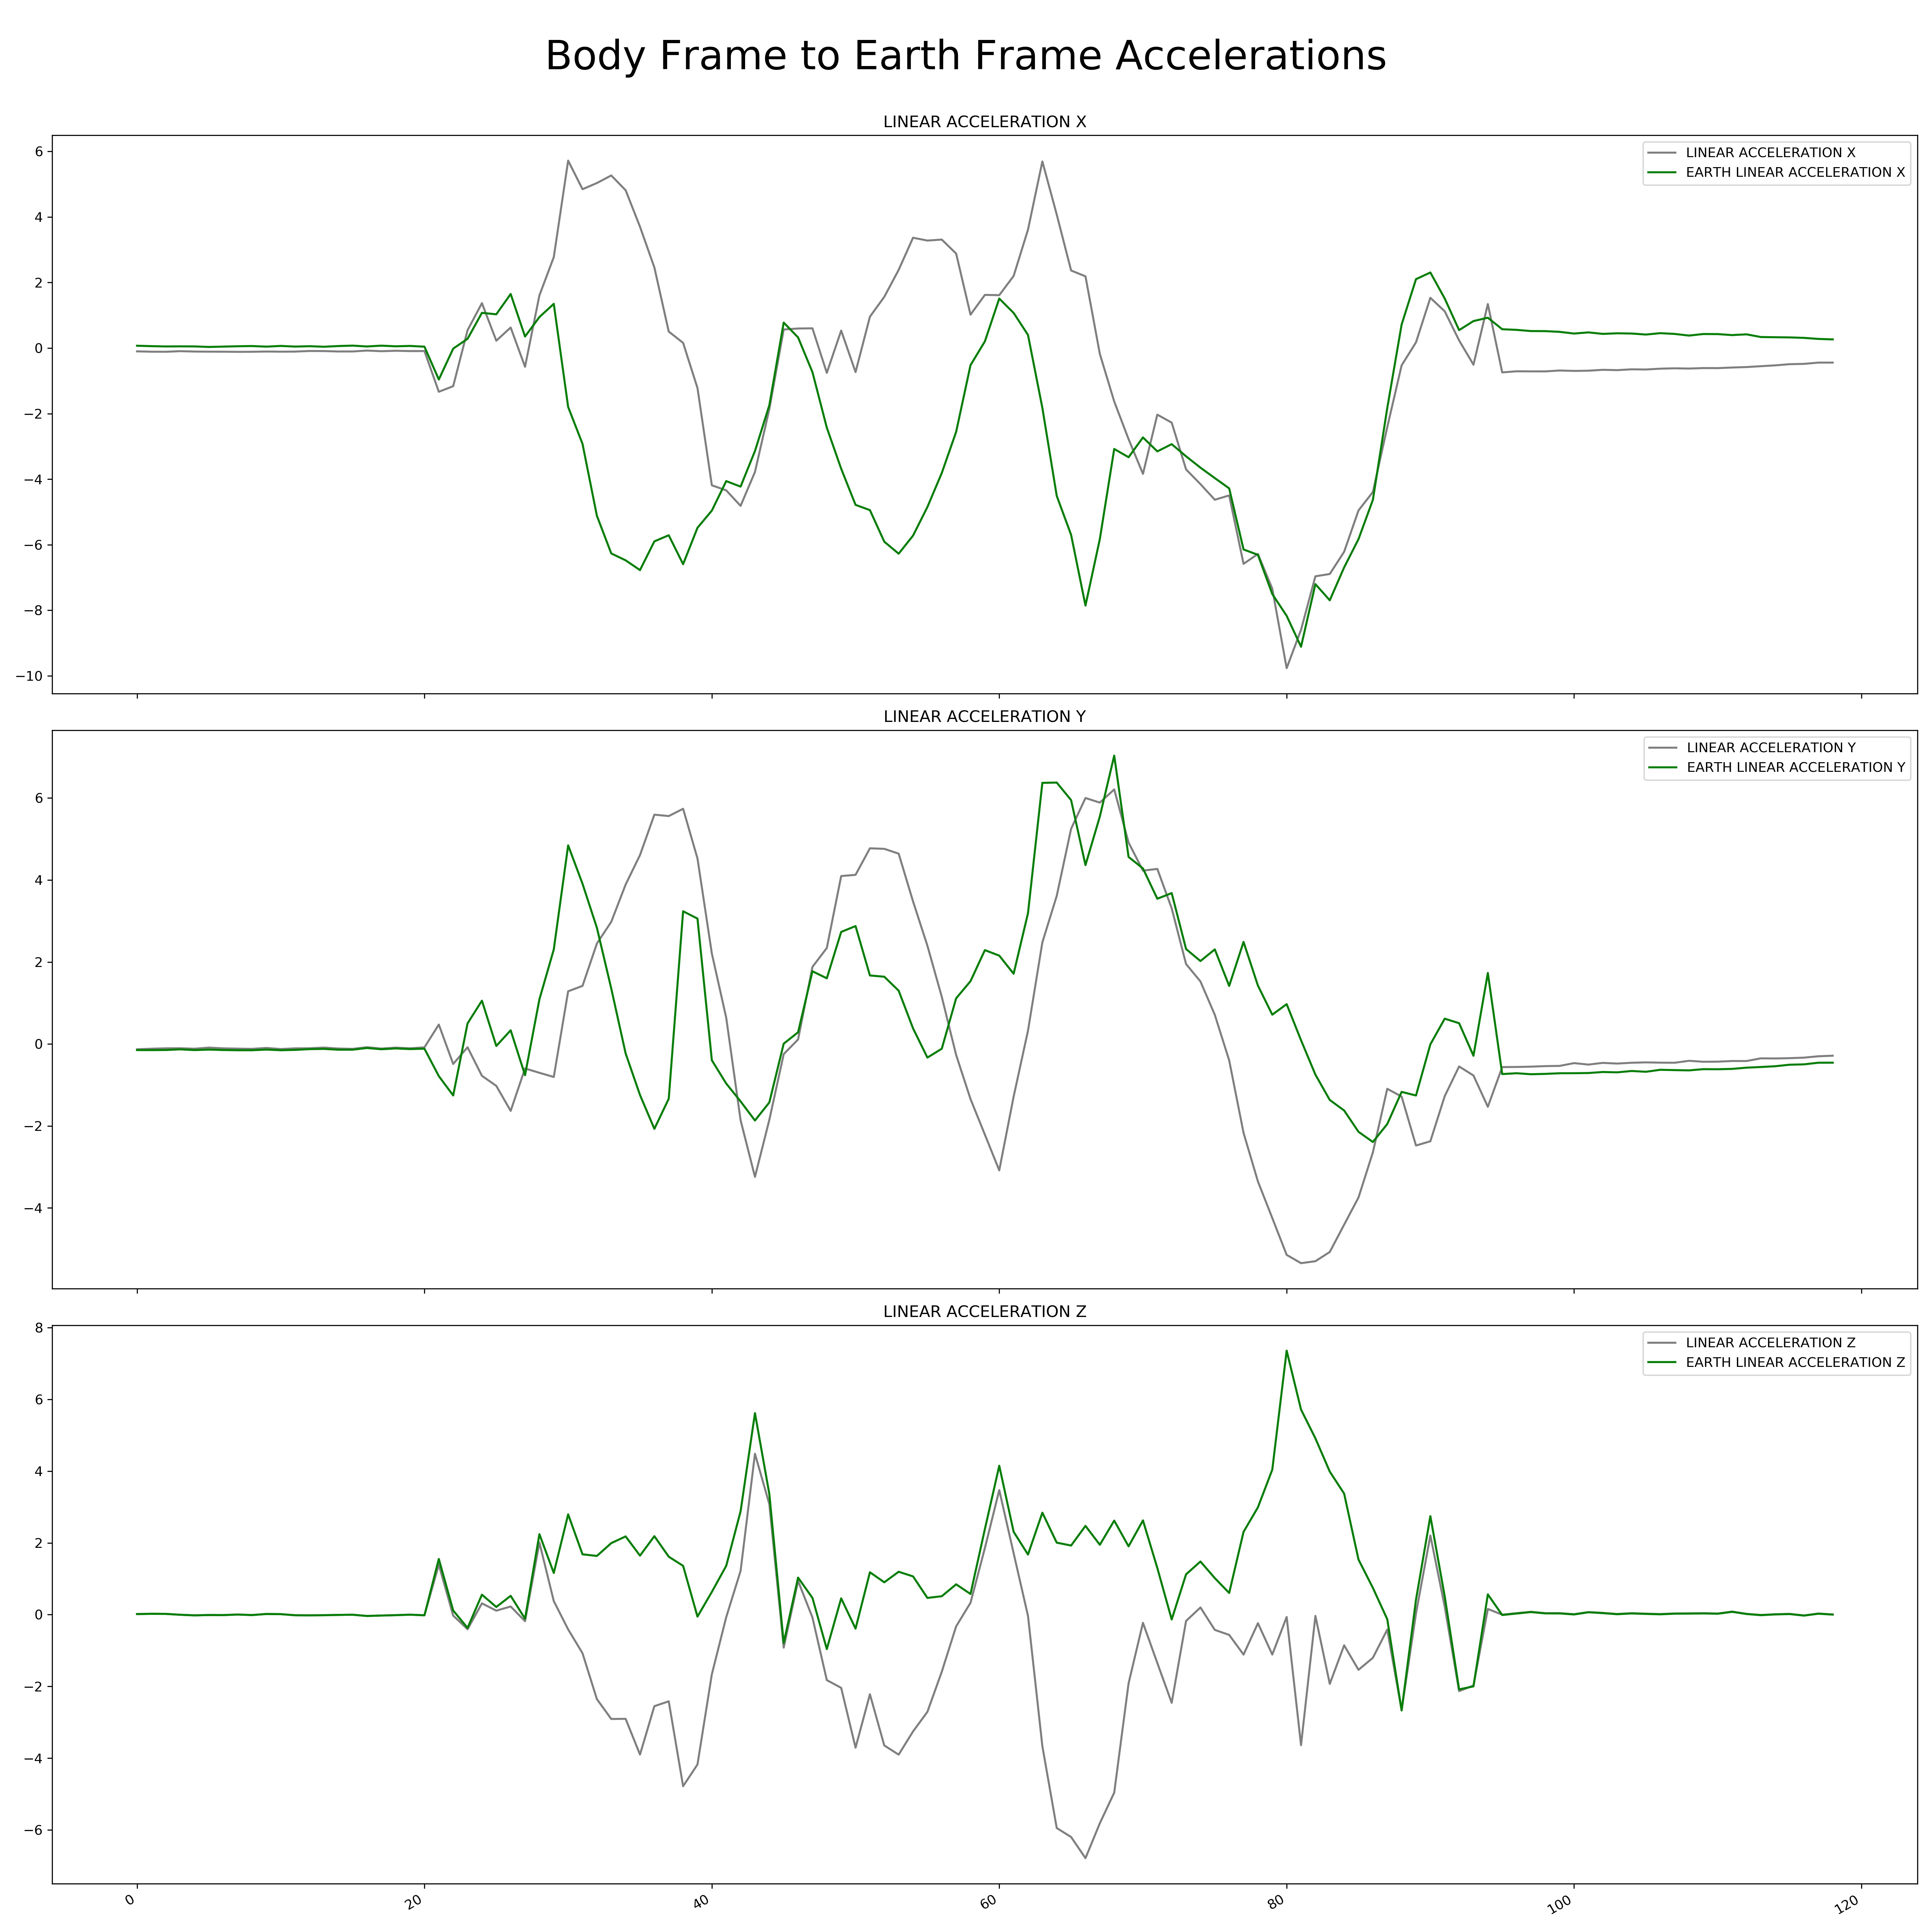 Body Frame to Earth Frame Accelerations
LINEAR ACCELERATION X
LINEAR ACCELERATION X
EARTH LINEAR ACCELERATION X
6
4
2
0
−2
−4
−6
−8
−10
LINEAR ACCELERATION Y
LINEAR ACCELERATION Y
EARTH LINEAR ACCELERATION Y
6
4
2
0
−2
−4
LINEAR ACCELERATION Z
LINEAR ACCELERATION Z
EARTH LINEAR ACCELERATION Z
8
6
4
2
0
−2
−4
−6
0 20 40 60 80 100 120